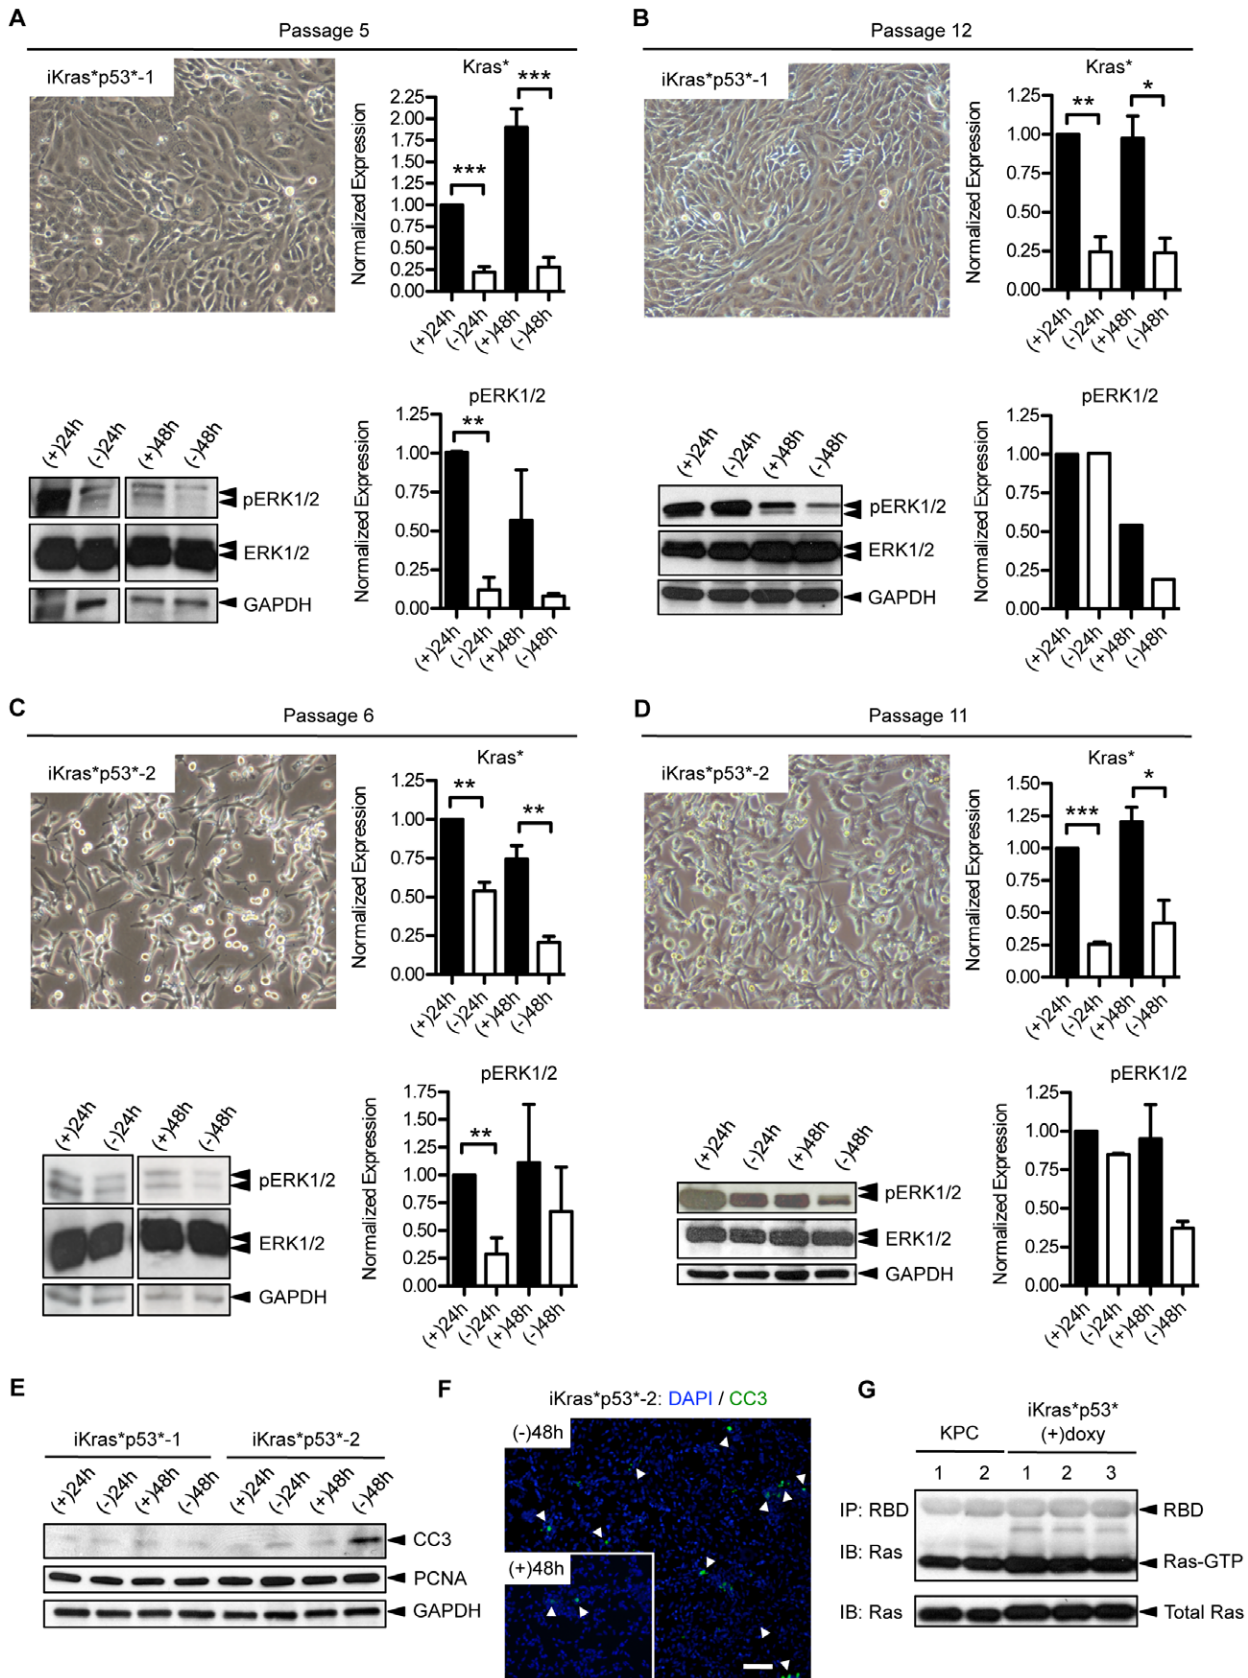 A
Passage 5
iKras*p53*-1
Kras*
Normalized Expression
2.25
2.00
1.75
1.50
1.25
1.00
0.75
0.50
0.25
0.00
***
***
(+)24h
(-)24h
(+)48h
(-)48h
(+)24h
(-)24h
(+)48h
(-)48h
pERK1/2
ERK1/2
GAPDH
pERK1/2
Normalized Expression
1.25
1.00
0.75
0.50
0.25
0.00
**
(+)24h
(-)24h
(+)48h
(-)48h
B
Passage 12
iKras*p53*-1
Kras*
Normalized Expression
1.25
1.00
0.75
0.50
0.25
0.00
**
*
(+)24h
(-)24h
(+)48h
(-)48h
(+)24h
(-)24h
(+)48h
(-)48h
pERK1/2
ERK1/2
GAPDH
pERK1/2
Normalized Expression
1.25
1.00
0.75
0.50
0.25
0.00
(+)24h
(-)24h
(+)48h
(-)48h
C
Passage 6
iKras*p53*-2
Kras*
Normalized Expression
1.25
1.00
0.75
0.50
0.25
0.00
**
**
(+)24h
(-)24h
(+)48h
(-)48h
(+)24h
(-)24h
(+)48h
(-)48h
pERK1/2
ERK1/2
GAPDH
pERK1/2
Normalized Expression
1.75
1.50
1.25
1.00
0.75
0.50
0.25
0.00
**
(+)24h
(-)24h
(+)48h
(-)48h
D
Passage 11
iKras*p53*-2
Kras*
Normalized Expression
1.50
1.25
1.00
0.75
0.50
0.25
0.00
***
*
(+)24h
(-)24h
(+)48h
(-)48h
(+)24h
(-)24h
(+)48h
(-)48h
pERK1/2
ERK1/2
GAPDH
pERK1/2
Normalized Expression
1.25
1.00
0.75
0.50
0.25
0.00
(+)24h
(-)24h
(+)48h
(-)48h
E
iKras*p53*-1 iKras*p53*-2
(+)24h
(-)24h
(+)48h
(-)48h
(+)24h
(-)24h
(+)48h
(-)48h
CC3
PCNA
GAPDH
F
iKras*p53*-2: DAPI / CC3
(-)48h
(+)48h
G
KPC
iKras*p53*
(+)doxy
1 2 1 2 3
IP: RBD
RBD
IB: Ras
Ras-GTP
IB: Ras
Total Ras